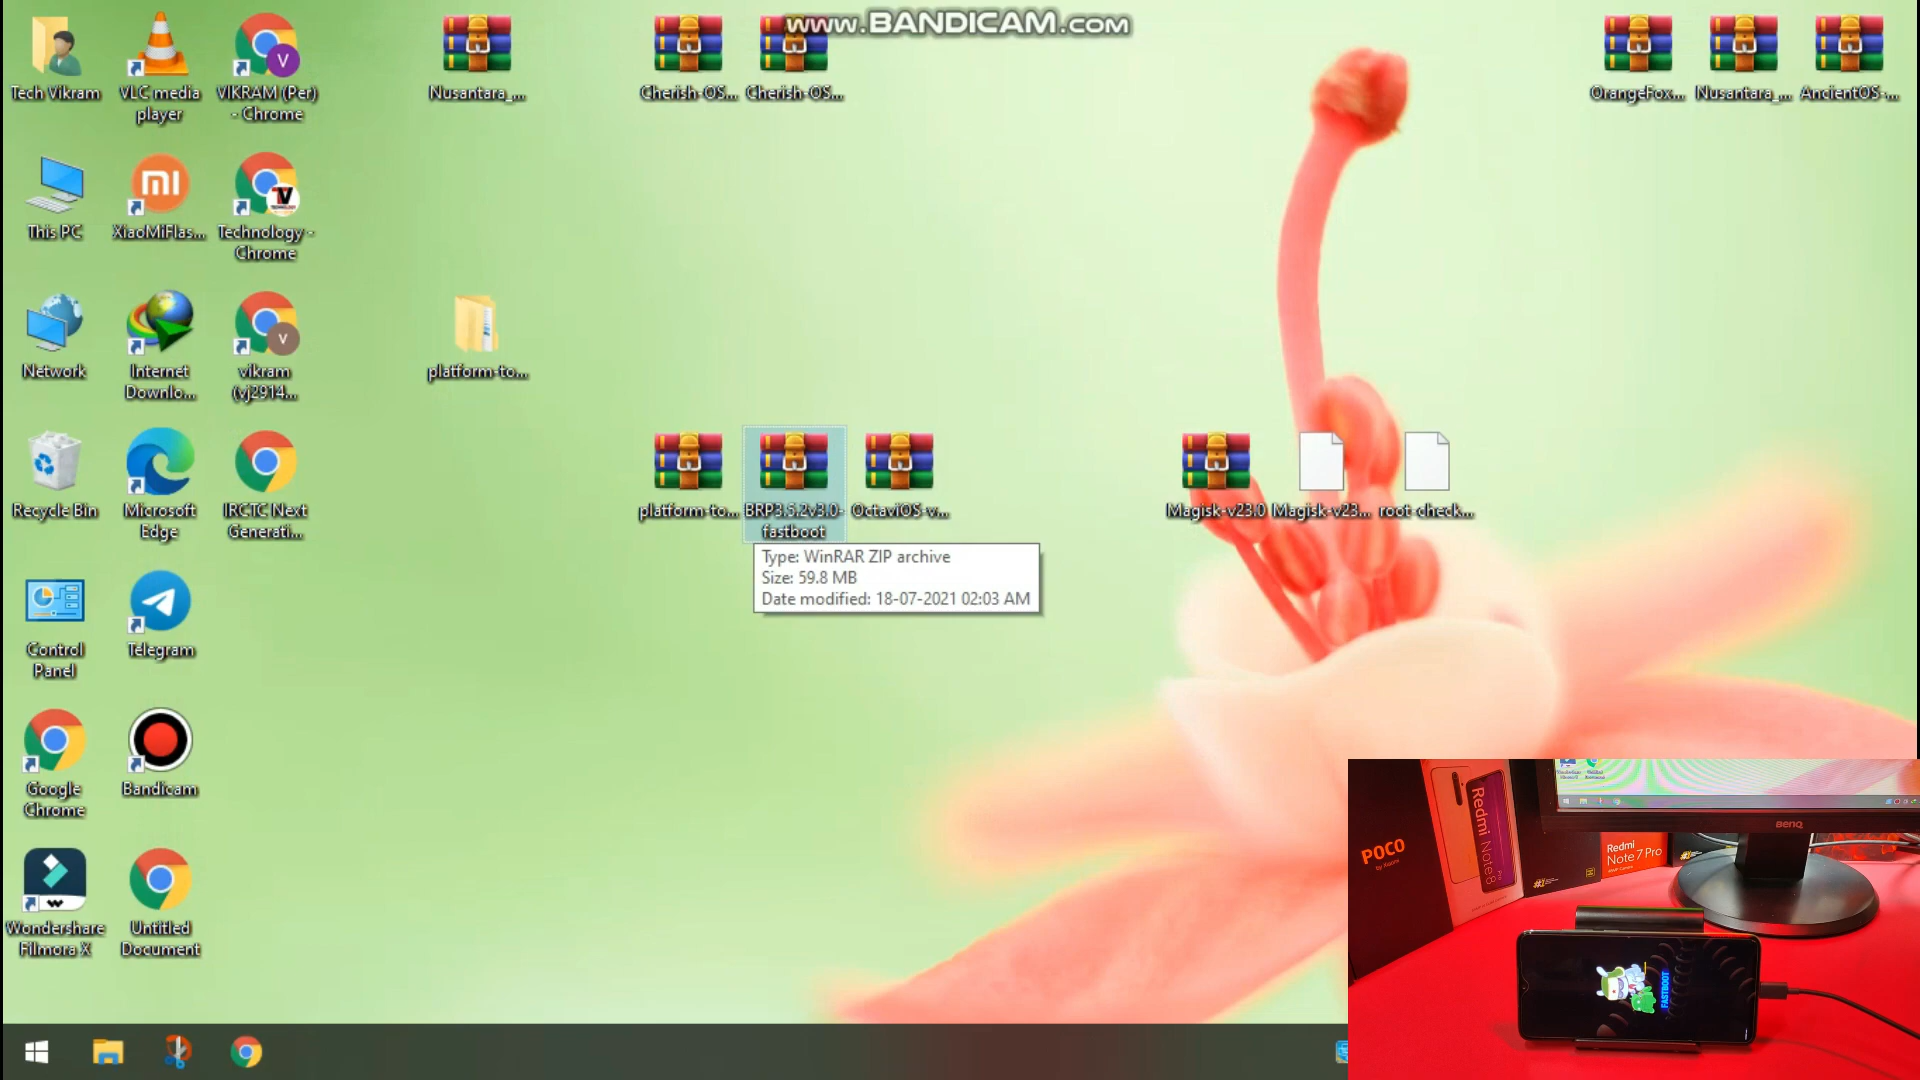 www.BANDICAM.com
Tech Vikram
VLC media
player
VIKRAM (Per)
- Chrome
V
Nusantara_...
Cherish-OS...
Cherish-OS...
OrangeFox...
Nusantara_...
AncientOS-...
This PC
XiaoMiFlas...
Technology -
Chrome
Network
Internet
Downlo...
vikram
(vj2914...
V
platform-to...
Recycle Bin
Microsoft
Edge
IRCTC Next
Generati...
platform-to...
BRP3.5.2v3.0-
fastboot
OctaviOS-v...
Magisk-v23.0
Magisk-v23...
root-check...
Type: WinRAR ZIP archive
Size: 59.8 MB
Date modified: 18-07-2021 02:03 AM
Control
Panel
Telegram
Google
Chrome
Bandicam
Wondershare
Filmora X
Untitled
Document
POCO
Redmi Note8
BenQ
Redmi
Note 7 Pro
FASTBOOT